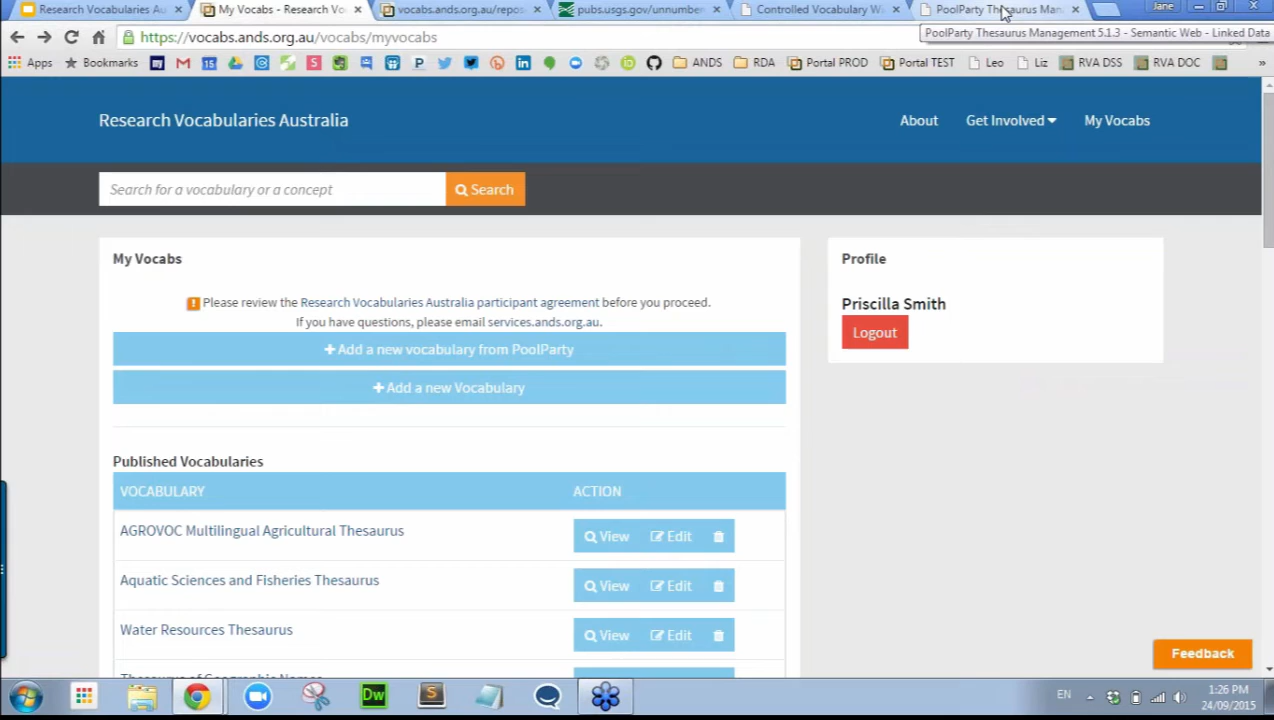 Research Vocabularies Au
My Vocabs - Research Vo
vocabs.ands.org.au/repos
pubs.usgs.gov/unnumber
Controlled Vocabulary W
PoolParty Thesaurus Man
Jane
https://vocabs.ands.org.au/vocabs/myvocabs
PoolParty Thesaurus Management 5.1.3 - Semantic Web - Linked Data
Apps
Bookmarks
ANDS
RDA
Portal PROD
Portal TEST
Leo
Liz
RVA DSS
RVA DOC
»
Research Vocabularies Australia
About
Get Involved
My Vocabs
Search for a vocabulary or a concept
Search
My Vocabs
Please review the Research Vocabularies Australia participant agreement before you proceed.
If you have questions, please email services.ands.org.au.
+ Add a new vocabulary from PoolParty
+ Add a new Vocabulary
Profile
Priscilla Smith
Logout
Published Vocabularies
VOCABULARY ACTION
AGROVOC Multilingual Agricultural Thesaurus View Edit
Aquatic Sciences and Fisheries Thesaurus View Edit
Water Resources Thesaurus View Edit
Thesaurus of Geographic Names
Feedback
Dw
S
EN
1:26 PM
24/09/2015